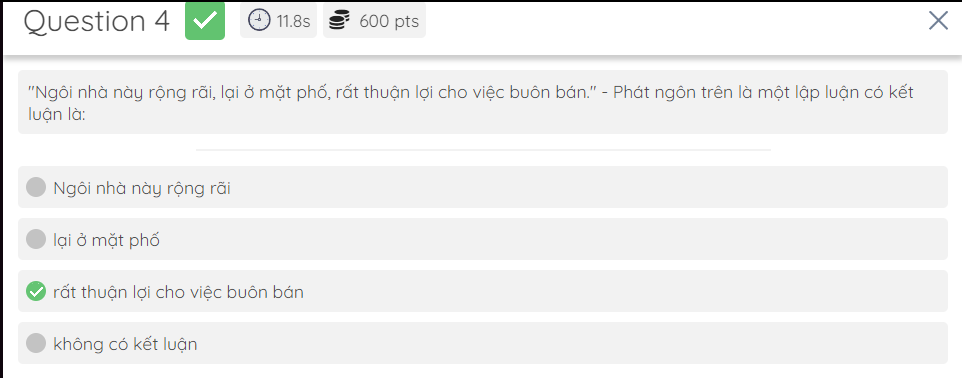 Question 4 11.8s 600 pts
"Ngôi nhà này rộng rãi, lại ở mặt phố, rất thuận lợi cho việc buôn bán." - Phát ngôn trên là một lập luận có kết
luận là:
Ngôi nhà này rộng rãi
lại ở mặt phố
rất thuận lợi cho việc buôn bán
không có kết luận